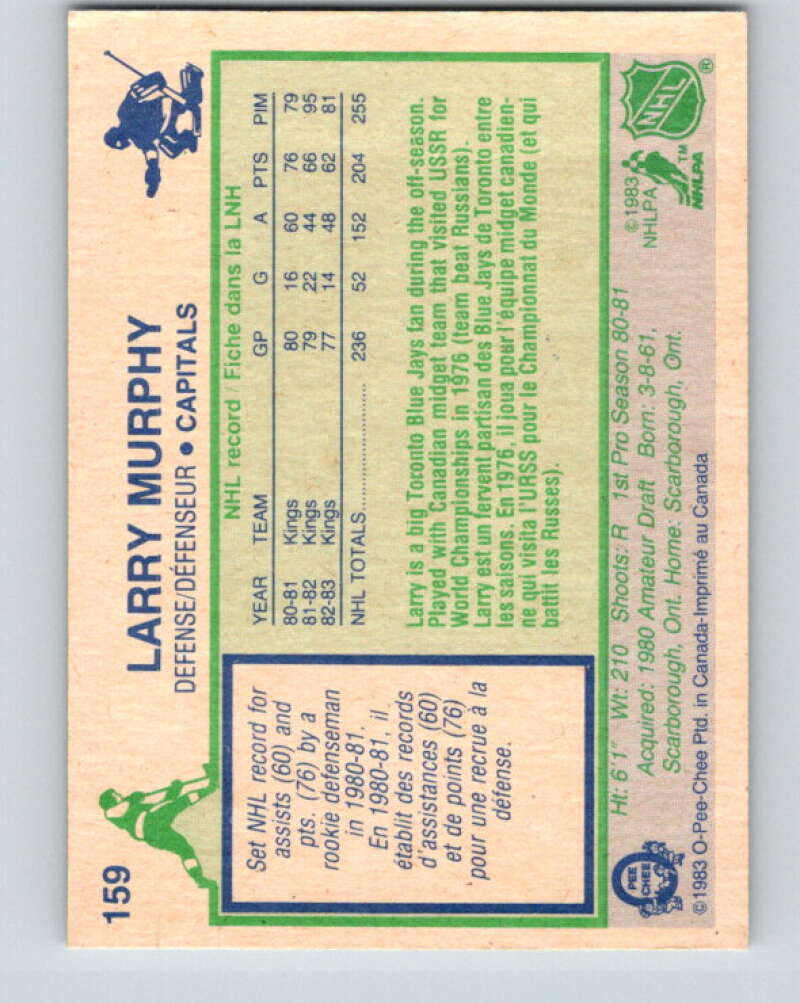 159
LARRY MURPHY
DEFENSE/DÉFENSEUR • CAPITALS
Set NHL record for
assists (60) and
pts. (76) by a
rookie defenseman
in 1980-81.
En 1980-81, il
établit des records
d'assistances (60)
et de points (76)
pour une recrue à la
défense.
NHL record / Fiche dans la LNH
YEAR TEAM GP G A PTS PIM
80-81 Kings 80 16 60 76 79
81-82 Kings 79 22 44 66 95
82-83 Kings 77 14 48 62 81
NHL TOTALS.......................... 236 52 152 204 255
Larry is a big Toronto Blue Jays fan during the off-season.
Played with Canadian midget team that visited USSR for
World Championships in 1976 (team beat Russians).
Larry est un fervent partisan des Blue Jays de Toronto entre
les saisons. En 1976, il joua pour l'équipe midget canadien-
ne qui visita l'URSS pour le Championnat du Monde (et qui
battit les Russes).
Ht: 6'1" Wt: 210 Shoots: R 1st Pro Season 80-81
Acquired: 1980 Amateur Draft Born: 3-8-61,
Scarborough, Ont. Home: Scarborough, Ont.
©1983 O-Pee-Chee Ptd. in Canada-Imprimé au Canada
O
PEE
CHEE
©1983
NHLPA
NHL
®
NHLPA
TM